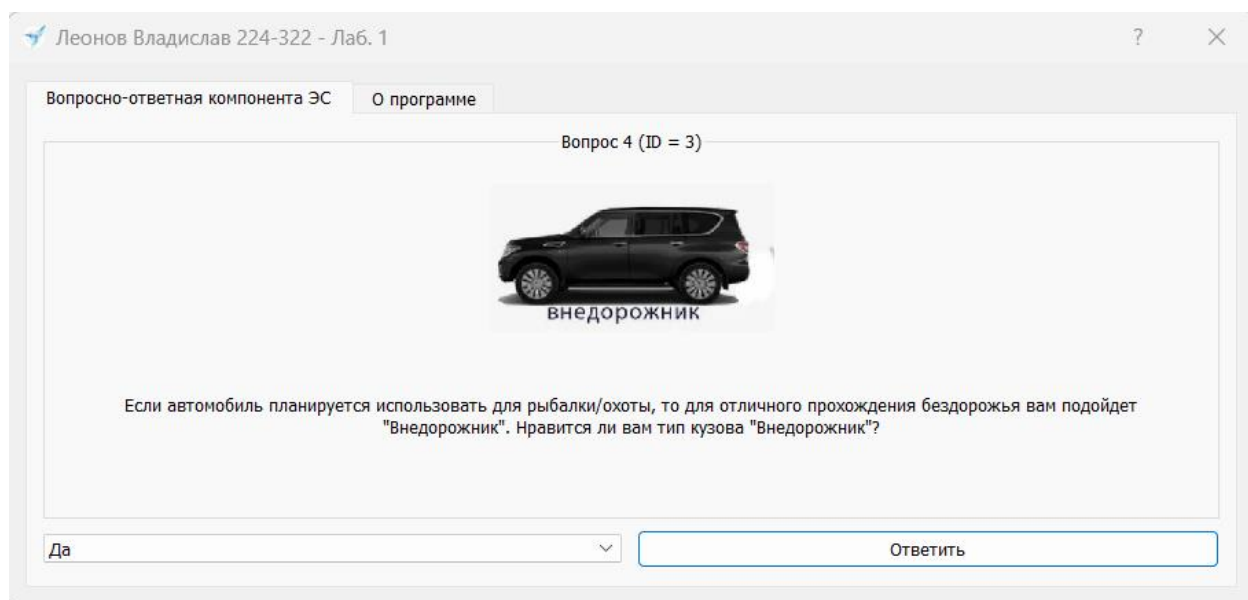 Леонов Владислав 224-322 - Лаб. 1
?
Вопросно-ответная компонента ЭС
О программе
Вопрос 4 (ID = 3)
внедорожник
Если автомобиль планируется использовать для рыбалки/охоты, то для отличного прохождения бездорожья вам подойдет
"Внедорожник". Нравится ли вам тип кузова "Внедорожник"?
Да
Ответить